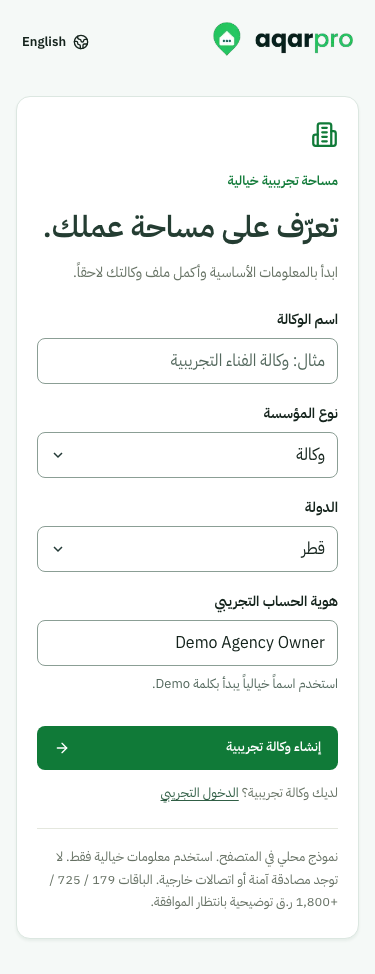 aqarpro
English
مساحة تجريبية خيالية
تعرّف على مساحة عملك.
ابدأ بالمعلومات الأساسية وأكمل ملف وكالتك لاحقاً.
اسم الوكالة
مثال: وكالة الفناء التجريبية
نوع المؤسسة
وكالة
الدولة
قطر
هوية الحساب التجريبي
Demo Agency Owner
استخدم اسماً خيالياً يبدأ بكلمة Demo.
إنشاء وكالة تجريبية
لديك وكالة تجريبية؟ الدخول التجريبي
نموذج محلي في المتصفح. استخدم معلومات خيالية فقط. لا
توجد مصادقة آمنة أو اتصالات خارجية. الباقات 179 / 725 /
1,800+ ر.ق توضيحية بانتظار الموافقة.